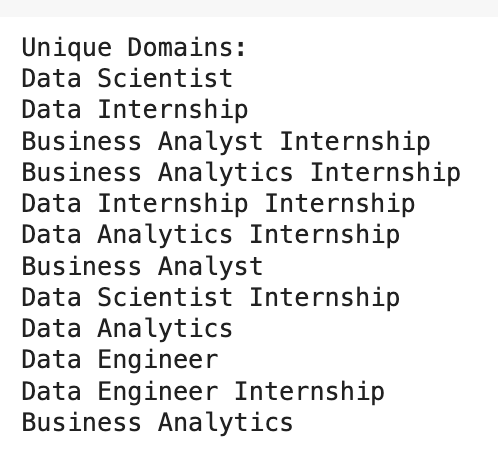 Unique Domains:
Data Scientist
Data Internship
Business Analyst Internship
Business Analytics Internship
Data Internship Internship
Data Analytics Internship
Business Analyst
Data Scientist Internship
Data Analytics
Data Engineer
Data Engineer Internship
Business Analytics